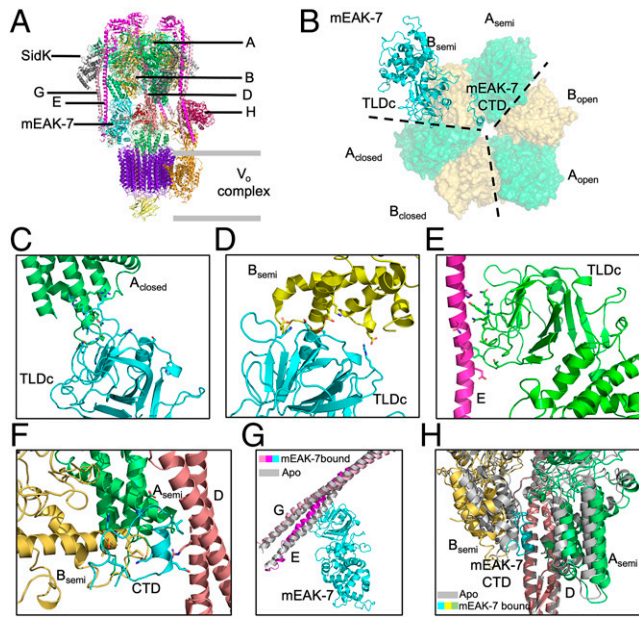 A
SidK
G
E
mEAK-7
A
B
D
H
Vo
complex
B
mEAK-7
Bsemi
Asemi
TLDc
mEAK-7
CTD
Bopen
Aclosed
Aopen
Bclosed
C
Aclosed
TLDc
D
Bsemi
TLDc
E
TLDc
E
F
Asemi
D
Bsemi
CTD
G
mEAK-7bound
Apo
G
E
mEAK-7
H
Bsemi
mEAK-7
CTD
D
Asemi
Apo
mEAK-7 bound